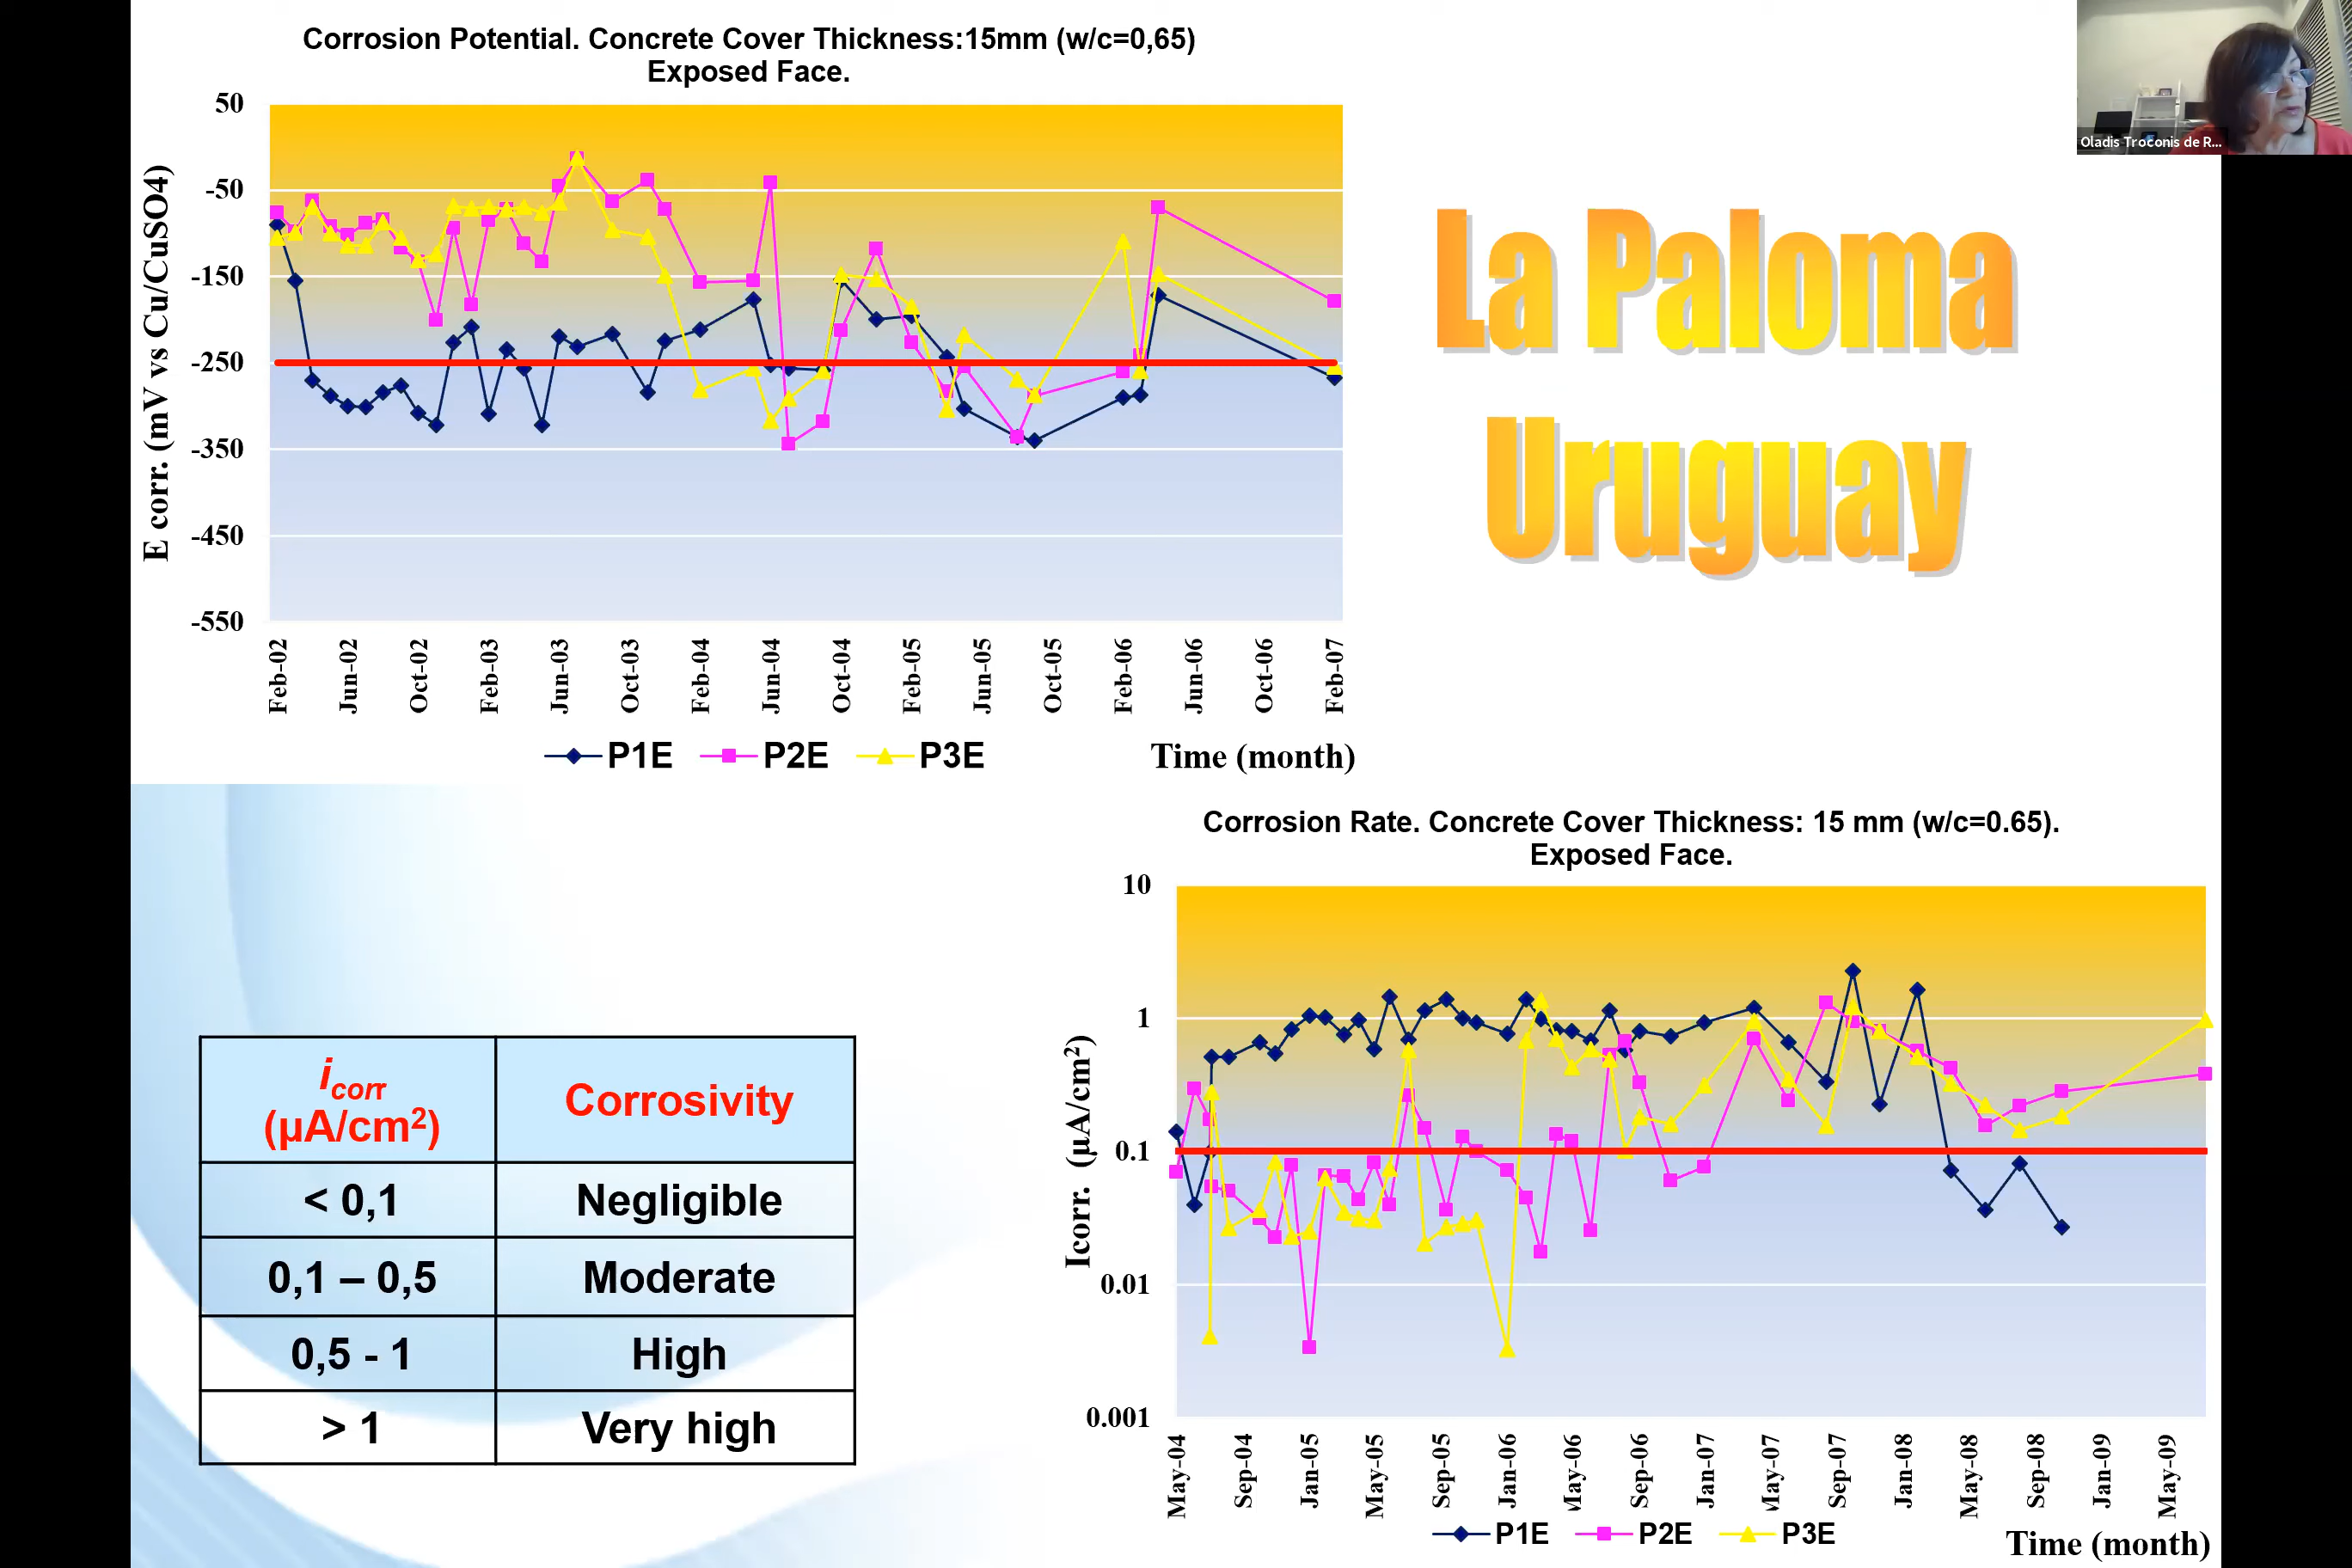 Corrosion Potential. Concrete Cover Thickness:15mm (w/c=0,65)
Exposed Face.
50
-50
-150
-250
-350
-450
-550
E corr. (mV vs Cu/CuSO4)
Feb-02
Jun-02
Oct-02
Feb-03
Jun-03
Oct-03
Feb-04
Jun-04
Oct-04
Feb-05
Jun-05
Oct-05
Feb-06
Jun-06
Oct-06
Feb-07
P1E P2E P3E
Time (month)
Oladis Troconis de R...
La Paloma
Uruguay
icorr
(µA/cm²) Corrosivity
< 0,1 Negligible
0,1 – 0,5 Moderate
0,5 - 1 High
> 1 Very high
Corrosion Rate. Concrete Cover Thickness: 15 mm (w/c=0.65).
Exposed Face.
10
1
0.1
0.01
0.001
Icorr. (µA/cm²)
May-04
Sep-04
Jan-05
May-05
Sep-05
Jan-06
May-06
Sep-06
Jan-07
May-07
Sep-07
Jan-08
May-08
Sep-08
Jan-09
May-09
P1E P2E P3E
Time (month)